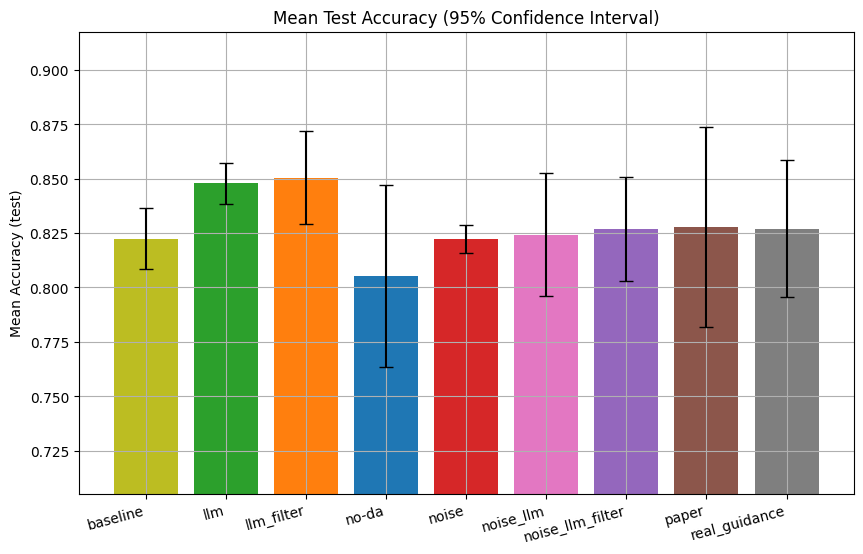 Mean Test Accuracy (95% Confidence Interval)
Mean Accuracy (test)
0.900
0.875
0.850
0.825
0.800
0.775
0.750
0.725
baseline
llm
llm_filter
no-da
noise
noise_llm
noise_llm_filter
paper
real_guidance